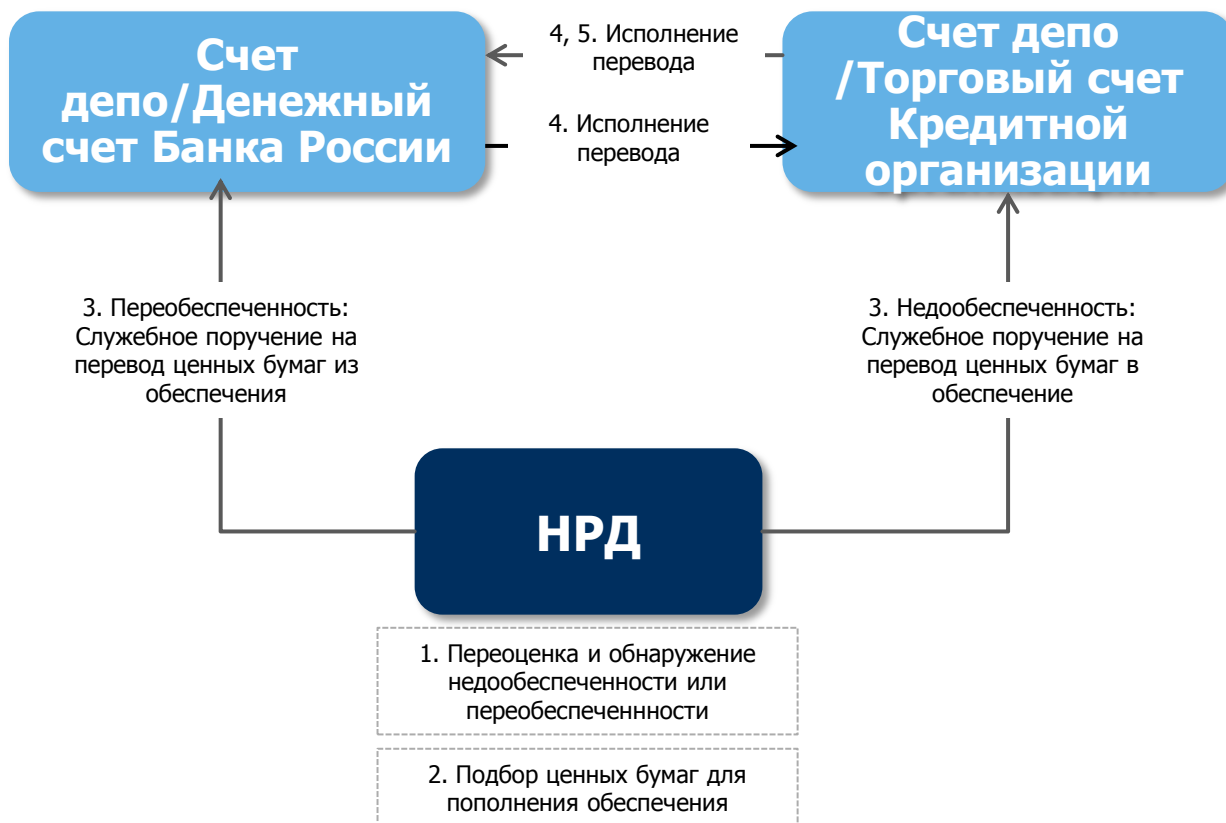 Счет
депо/Денежный
счет Банка России
4, 5. Исполнение
перевода
4. Исполнение
перевода
Счет депо
/Торговый счет
Кредитной
организации
3. Переобеспеченность:
Служебное поручение на
перевод ценных бумаг из
обеспечения
3. Недообеспеченность:
Служебное поручение на
перевод ценных бумаг в
обеспечение
НРД
1. Переоценка и обнаружение
недообеспеченности или
переобеспеченнности
2. Подбор ценных бумаг для
пополнения обеспечения